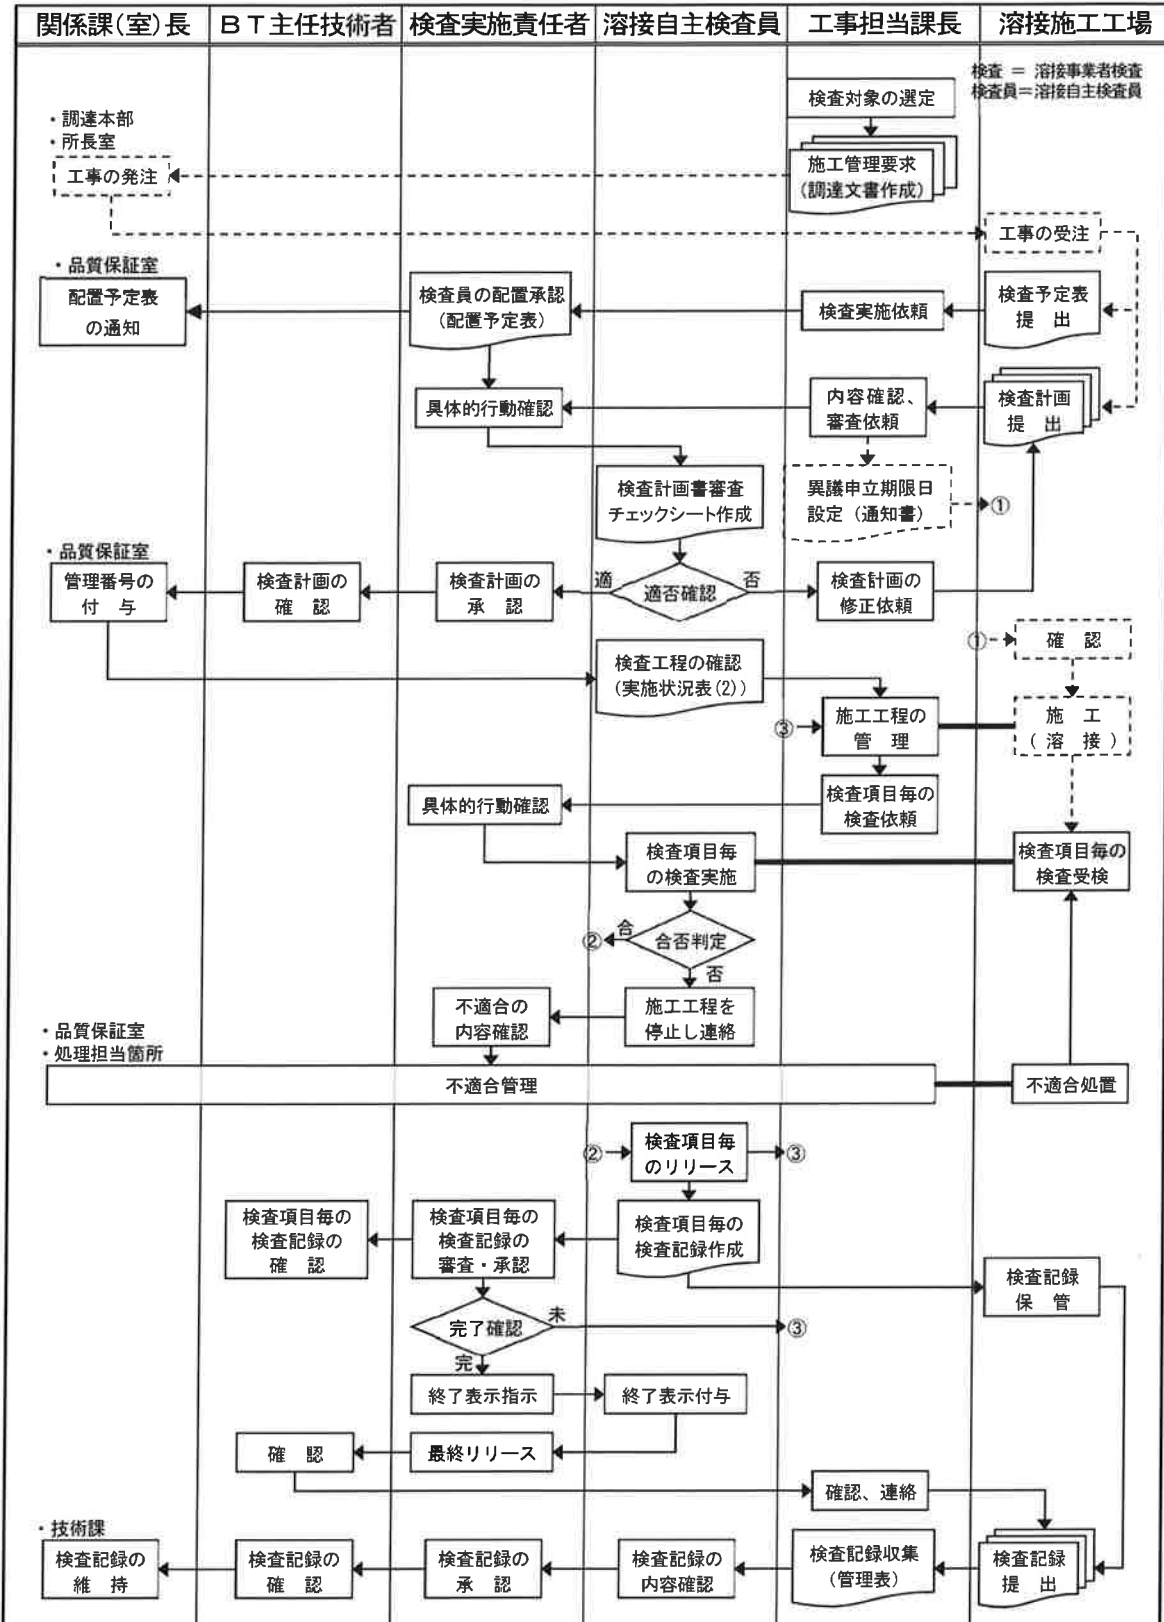 関係課(室)長
BT主任技術者
検査実施責任者
溶接自主検査員
工事担当課長
溶接施工工場
検査 = 溶接事業者検査
検査員=溶接自主検査員
検査対象の選定
・調達本部
・所長室
工事の発注
施工管理要求
(調達文書作成)
工事の受注
・品質保証室
配置予定表
の通知
検査員の配置承認
(配置予定表)
検査実施依頼
検査予定表
提 出
具体的行動確認
内容確認、
審査依頼
検査計画
提 出
検査計画書審査
チェックシート作成
異議申立期限日
設定(通知書)
①
・品質保証室
管理番号の
付 与
検査計画の
確 認
検査計画の
承 認
適
適否確認
否
検査計画の
修正依頼
①
確 認
検査工程の確認
(実施状況表(2))
③
施工工程の
管 理
施 工
(溶 接)
具体的行動確認
検査項目毎の
検査依頼
検査項目毎
の検査実施
検査項目毎の
検査受検
②
合
合否判定
否
不適合の
内容確認
施工工程を
停止し連絡
・品質保証室
・処理担当箇所
不適合管理
不適合処置
②
検査項目毎
のリリース
③
検査項目毎の
検査記録の
確 認
検査項目毎の
検査記録の
審査・承認
検査項目毎の
検査記録作成
検査記録
保 管
完了確認
未
③
完
終了表示指示
終了表示付与
確 認
最終リリース
確認、連絡
・技術課
検査記録の
維 持
検査記録の
確 認
検査記録の
承 認
検査記録の
内容確認
検査記録収集
(管理表)
検査記録
提 出